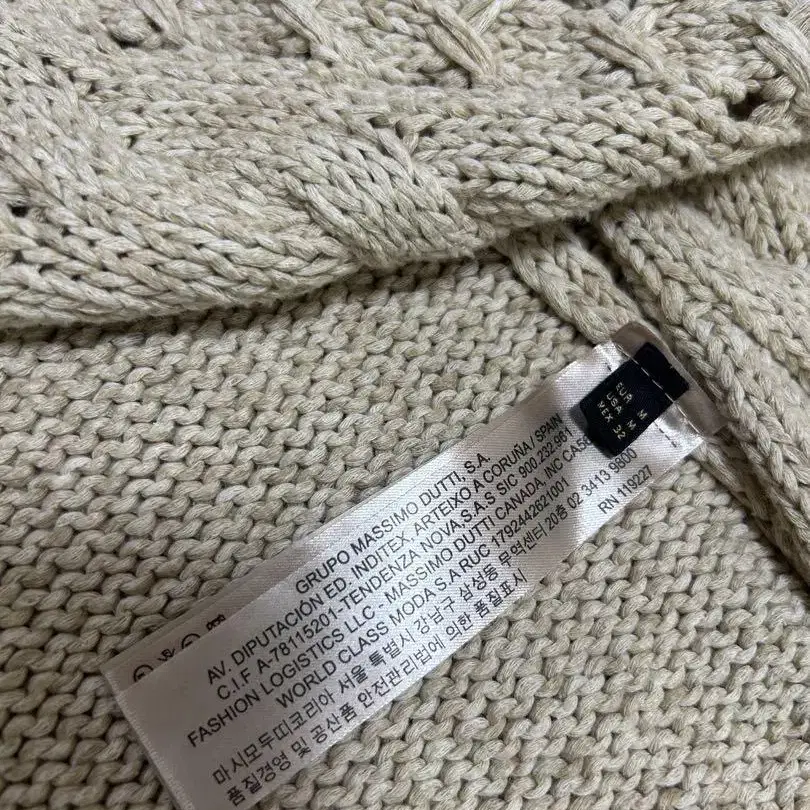 EUR M
USA M
MEX 32
GRUPO MASSIMO DUTTI, S.A.
AV. DIPUTACIÓN ED. INDITEX, ARTEIXO A CORUÑA/ SPAIN
C.I.F A-78115201-TENDENZA NOVA,S.A.S SIC 900.232.981
FASHION LOGISTICS LLC - MASSIMO DUTTI CANADA, INC CASE
WORLD CLASS MODA S.A RUC 1792442621001
마시모두띠코리아 서울 특별시 강남구 삼성동 무역센터 20층 02 3413 9800
품질경영 및 공산품 안전관리법에 의한 품질표시
RN 119227